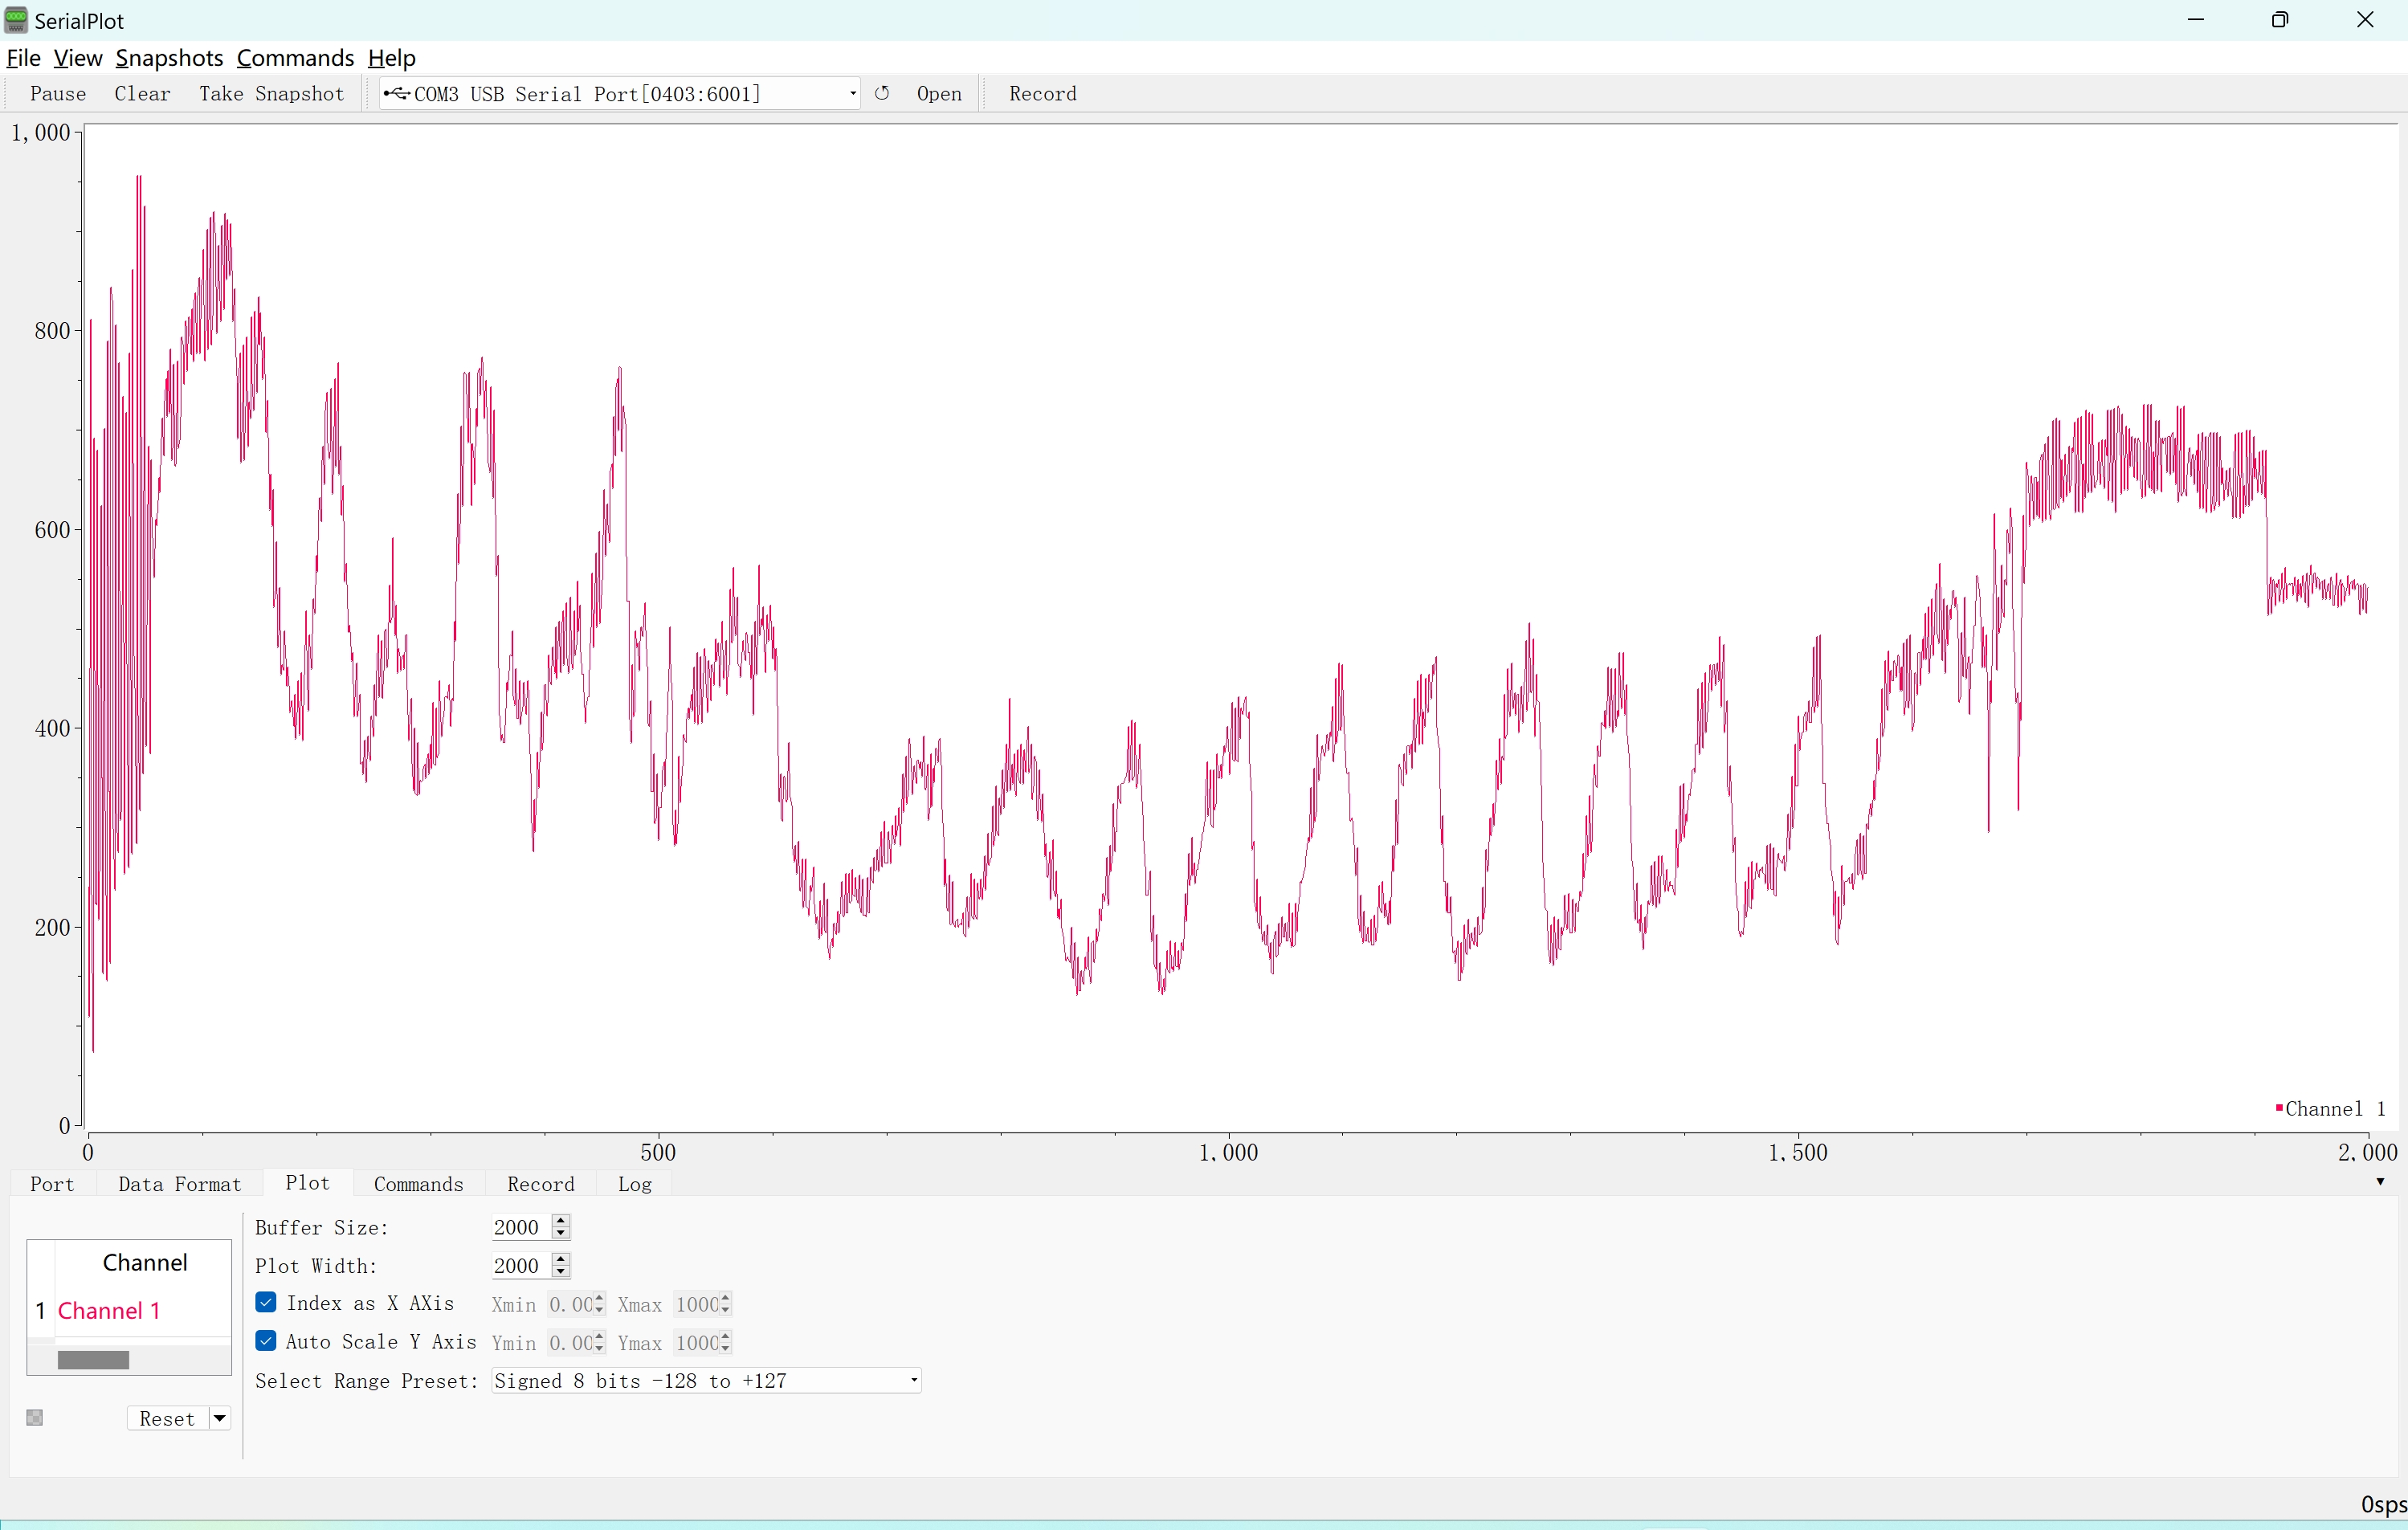 SerialPlot
File View Snapshots Commands Help
Pause Clear Take Snapshot COM3 USB Serial Port[0403:6001] Open Record
1,000
800
600
400
200
0
Channel 1
0 500 1,000 1,500 2,000
Port Data Format Plot Commands Record Log
Buffer Size: 2000
Plot Width: 2000
Index as X AXis Xmin 0.00 Xmax 1000
Auto Scale Y Axis Ymin 0.00 Ymax 1000
Select Range Preset: Signed 8 bits -128 to +127
Channel
1 Channel 1
Reset
0sps